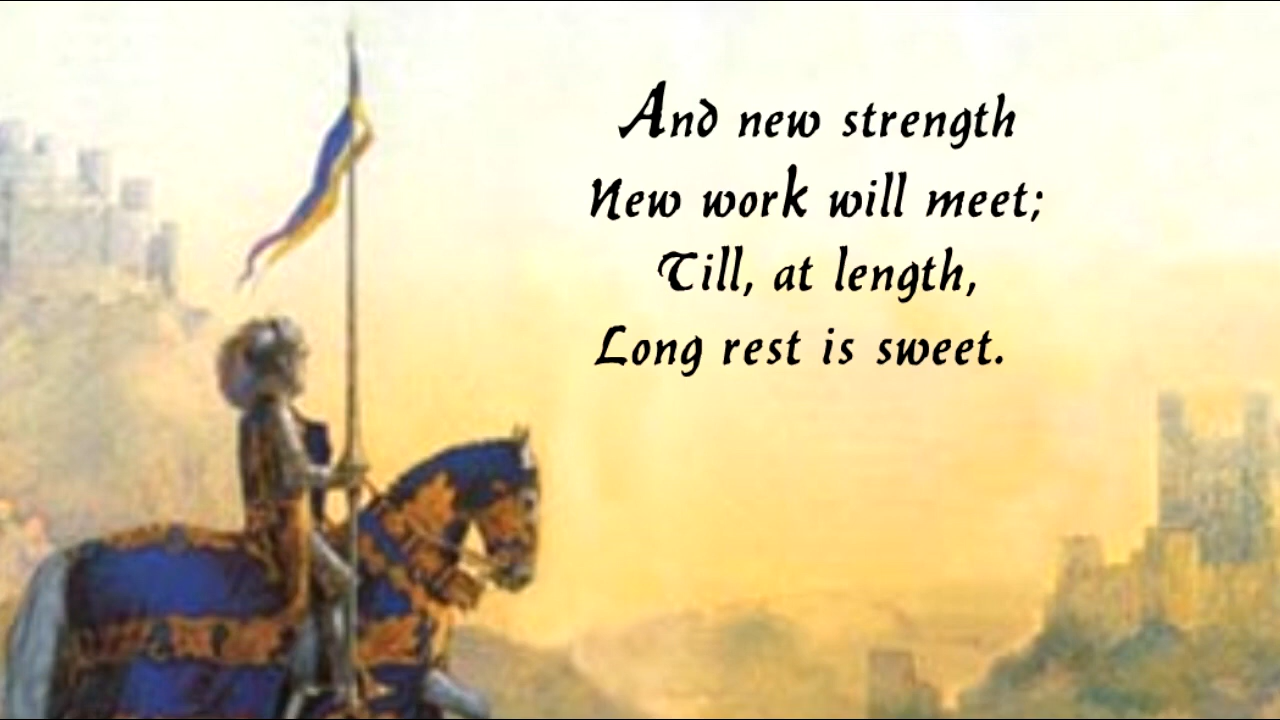 And new strength
New work will meet;
Till, at length,
Long rest is sweet.